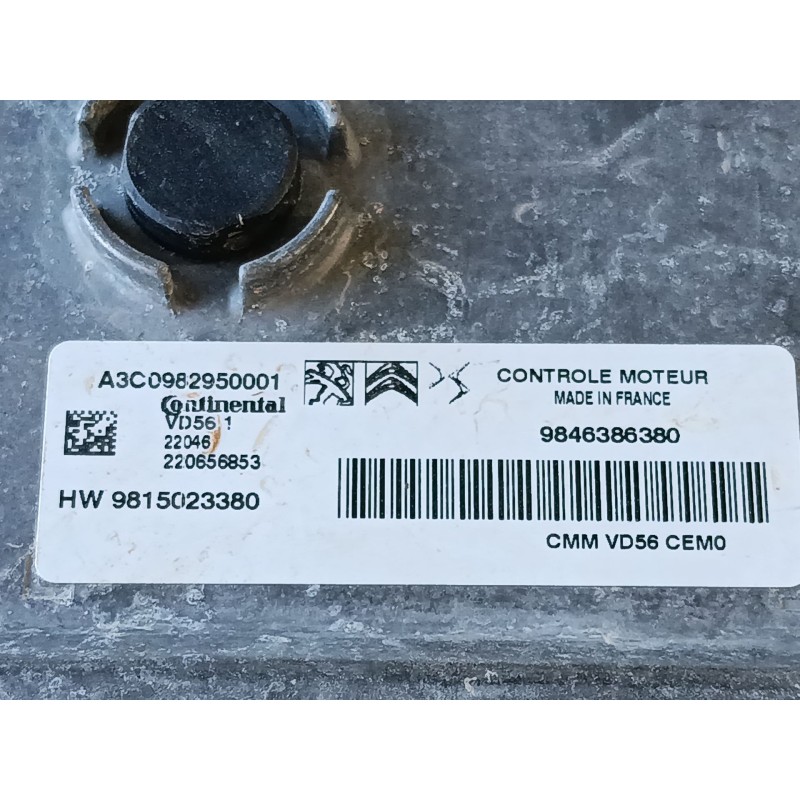 A3C0982950001
Continental
VD56.1
22046
220656853
HW 9815023380
CONTROLE MOTEUR
MADE IN FRANCE
9846386380
CMM VD56 CEM0